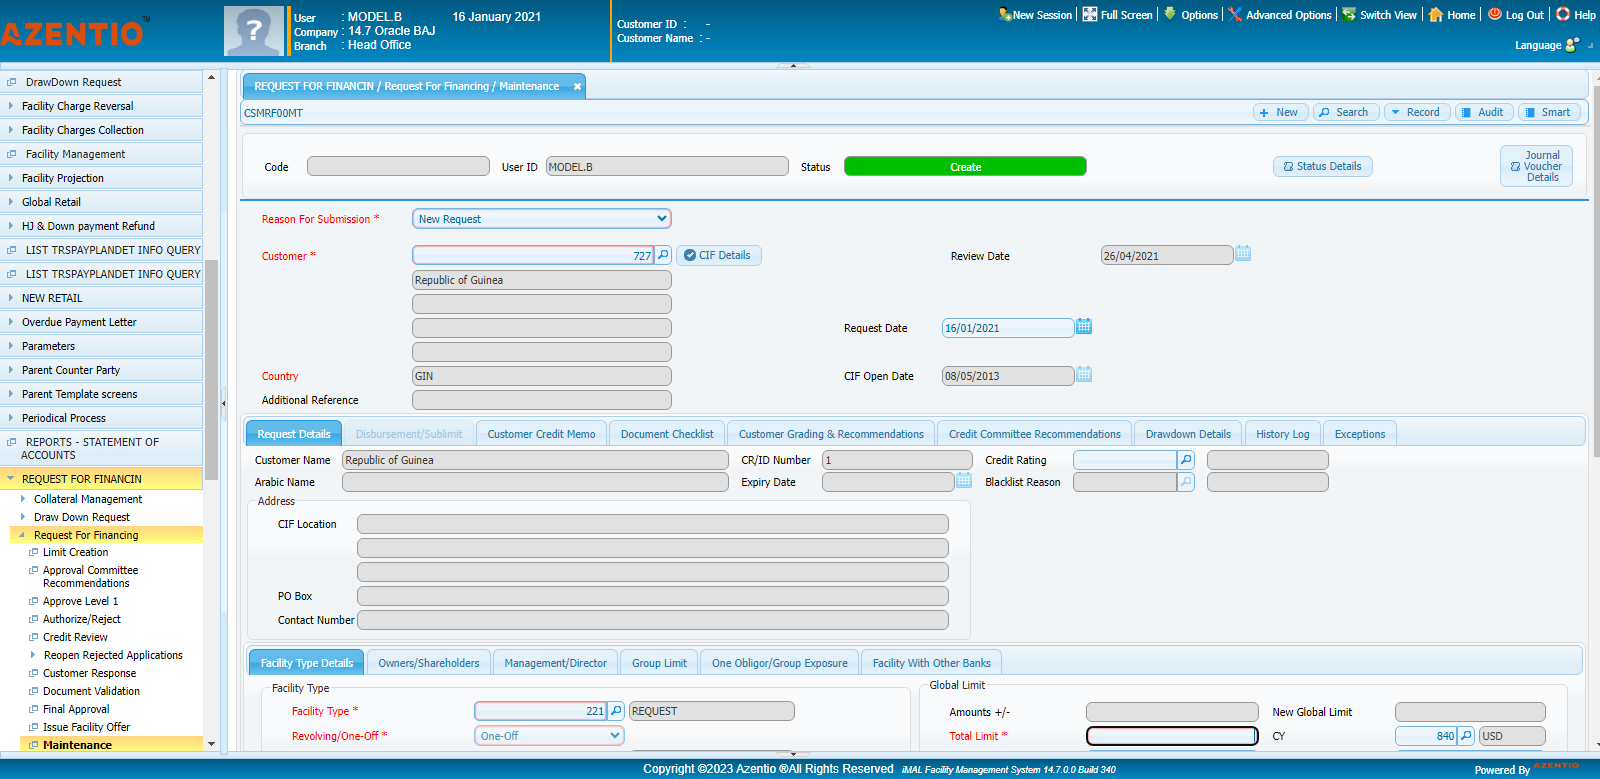 AZENTIO TM
User : MODEL.B 16 January 2021
Company : 14.7 Oracle BAJ
Branch : Head Office
Customer ID : -
Customer Name : -
New Session Full Screen Options Advanced Options Switch View Home Log Out Help
Language
DrawDown Request
Facility Charge Reversal
Facility Charges Collection
Facility Management
Facility Projection
Global Retail
HJ & Down payment Refund
LIST TRSPAYPLANDET INFO QUERY
LIST TRSPAYPLANDET INFO QUERY
NEW RETAIL
Overdue Payment Letter
Parameters
Parent Counter Party
Parent Template screens
Periodical Process
REPORTS - STATEMENT OF
ACCOUNTS
REQUEST FOR FINANCIN
Collateral Management
Draw Down Request
Request For Financing
Limit Creation
Approval Committee
Recommendations
Approve Level 1
Authorize/Reject
Credit Review
Reopen Rejected Applications
Customer Response
Document Validation
Final Approval
Issue Facility Offer
Maintenance
REQUEST FOR FINANCIN / Request For Financing / Maintenance
CSMRF00MT
New Search Record Audit Smart
Code User ID MODEL.B Status Create Status Details
Journal
Voucher
Details
Reason For Submission * New Request
Customer * 727 CIF Details Review Date 26/04/2021
Republic of Guinea
Request Date 16/01/2021
Country GIN CIF Open Date 08/05/2013
Additional Reference
Request Details Disbursement/Sublimit Customer Credit Memo Document Checklist Customer Grading & Recommendations Credit Committee Recommendations Drawdown Details History Log Exceptions
Customer Name Republic of Guinea CR/ID Number 1 Credit Rating
Arabic Name Expiry Date Blacklist Reason
Address
CIF Location
PO Box
Contact Number
Facility Type Details Owners/Shareholders Management/Director Group Limit One Obligor/Group Exposure Facility With Other Banks
Facility Type
Facility Type * 221 REQUEST
Revolving/One-Off * One-Off
Global Limit
Amounts +/- New Global Limit
Total Limit * CY 840 USD
Copyright ©2023 Azentio ®All Rights Reserved iMAL Facility Management System 14.7.0.0 Build 340
Powered By AZENTIO